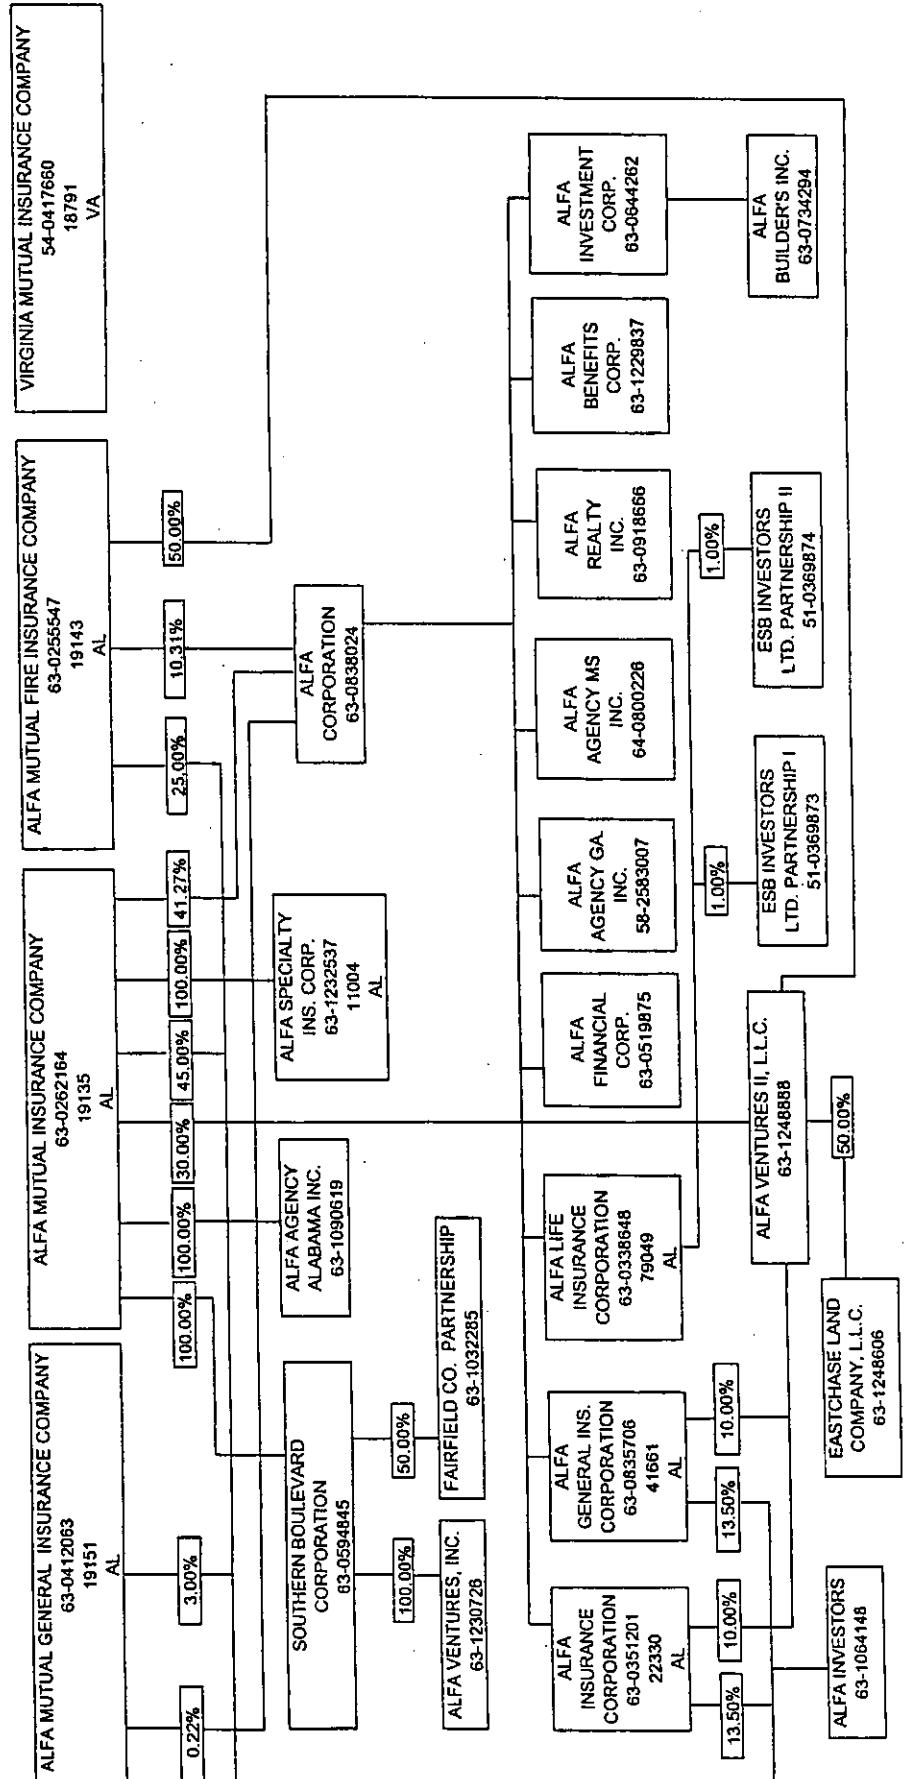 ALFA MUTUAL GENERAL INSURANCE COMPANY
63-0412063
19151
AL
ALFA MUTUAL INSURANCE COMPANY
63-0262164
19135
AL
ALFA MUTUAL FIRE INSURANCE COMPANY
63-0255547
19143
AL
VIRGINIA MUTUAL INSURANCE COMPANY
54-0417660
18791
VA
0.22%
3.00%
100.00%
100.00%
30.00%
45.00%
100.00%
41.27%
25.00%
10.31%
50.00%
SOUTHERN BOULEVARD
CORPORATION
63-0594845
ALFA AGENCY
ALABAMA INC.
63-1090619
ALFA SPECIALTY
INS. CORP.
63-1232537
11004
AL
ALFA
CORPORATION
63-0838024
100.00%
50.00%
ALFA VENTURES, INC.
63-1230726
FAIRFIELD CO. PARTNERSHIP
63-1032285
ALFA
INSURANCE
CORPORATION
63-0351201
22330
AL
ALFA
GENERAL INS.
CORPORATION
63-0835706
41661
AL
ALFA LIFE
INSURANCE
CORPORATION
63-0338648
79049
AL
ALFA
FINANCIAL
CORP.
63-0519875
ALFA
AGENCY GA.
INC.
58-2583007
ALFA
AGENCY MS
INC.
64-0800226
ALFA
REALTY
INC.
63-0918666
ALFA
BENEFITS
CORP.
63-1229837
ALFA
INVESTMENT
CORP.
63-0644262
13.50%
10.00%
13.50%
10.00%
1.00%
1.00%
ALFA VENTURES II, L.L.C.
63-1248888
ESB INVESTORS
LTD. PARTNERSHIP I
51-0369873
ESB INVESTORS
LTD. PARTNERSHIP II
51-0369874
ALFA
BUILDER'S INC.
63-0734294
50.00%
ALFA INVESTORS
63-1064148
EASTCHASE LAND
COMPANY, L.L.C.
63-1248606